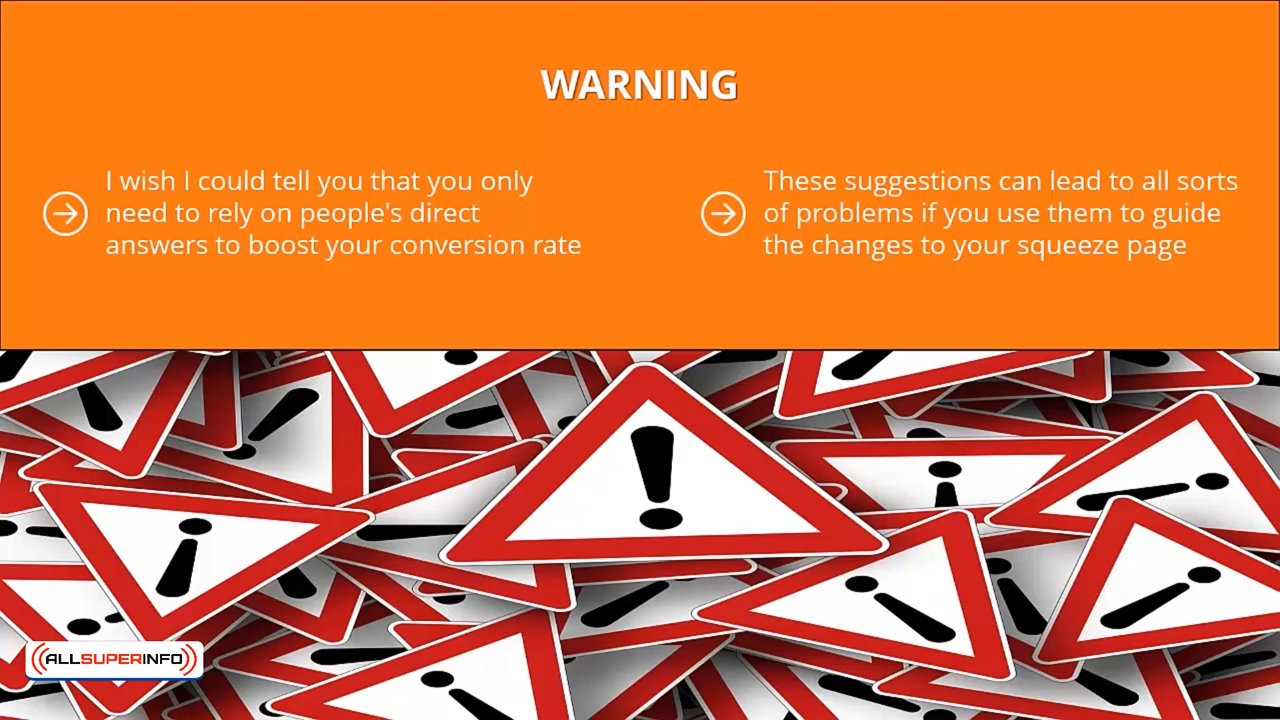 WARNING
I wish I could tell you that you only
need to rely on people's direct
answers to boost your conversion rate
These suggestions can lead to all sorts
of problems if you use them to guide
the changes to your squeeze page
ALLSUPERINFO